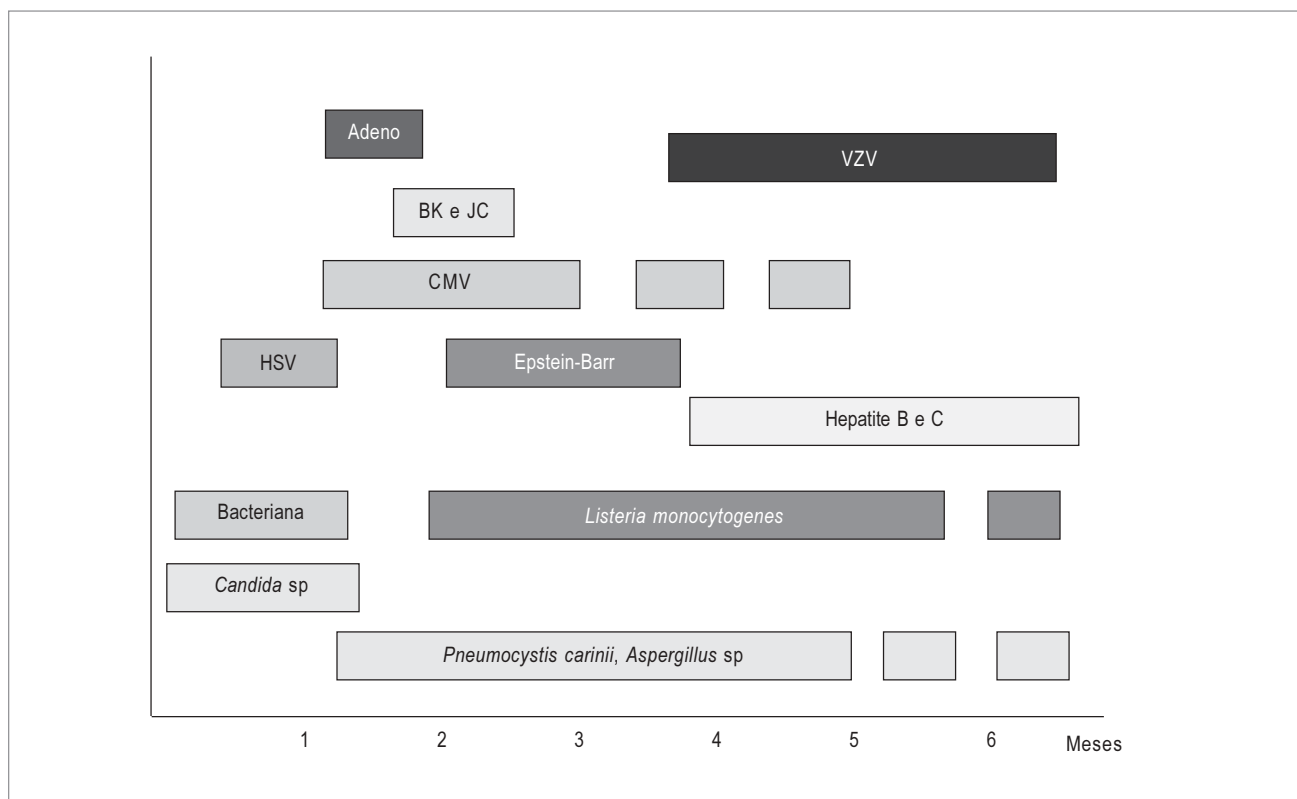 Adeno
VZV
BK e JC
CMV
HSV
Epstein-Barr
Hepatite B e C
Bacteriana
Listeria monocytogenes
Candida sp
Pneumocystis carinii, Aspergillus sp
1 2 3 4 5 6 Meses